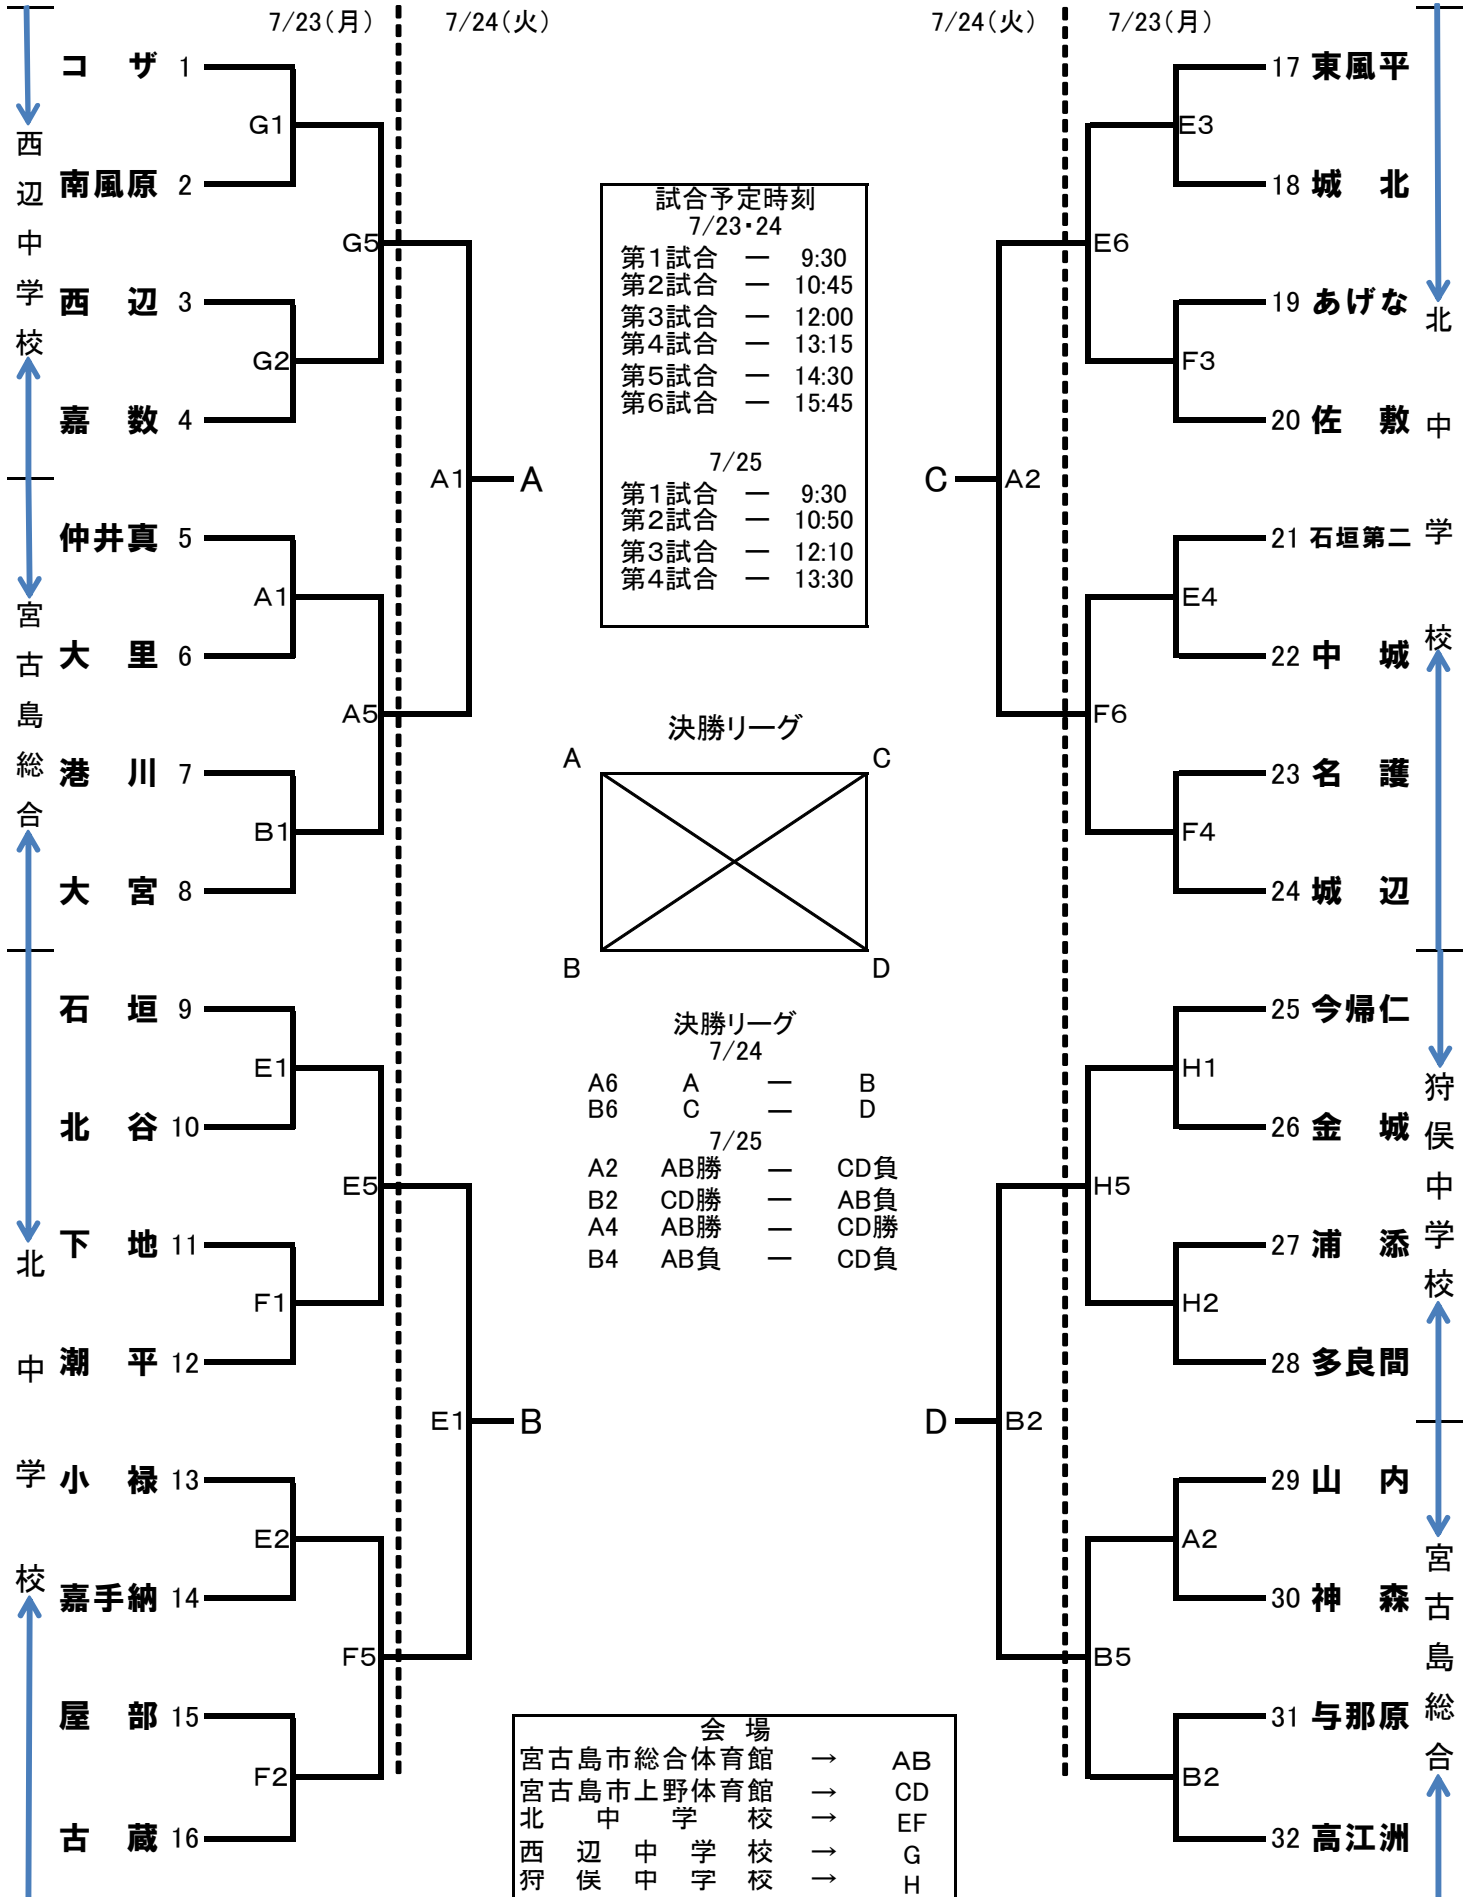 7/23(月)
7/24(火)
7/24(火)
7/23(月)
西辺中学校
宮古島総合
北中学校
コザ 1
南風原 2
西辺 3
嘉数 4
仲井真 5
大里 6
港川 7
大宮 8
石垣 9
北谷 10
下地 11
潮平 12
小禄 13
嘉手納 14
屋部 15
古蔵 16
G1
G2
A1
B1
E1
F1
E2
F2
G5
A5
E5
F5
A1
E1
A
B
試合予定時刻
7/23・24
第1試合 ― 9:30
第2試合 ― 10:45
第3試合 ― 12:00
第4試合 ― 13:15
第5試合 ― 14:30
第6試合 ― 15:45
7/25
第1試合 ― 9:30
第2試合 ― 10:50
第3試合 ― 12:10
第4試合 ― 13:30
決勝リーグ
A C
B D
決勝リーグ
7/24
A6 A ― B
B6 C ― D
7/25
A2 AB勝 ― CD負
B2 CD勝 ― AB負
A4 AB勝 ― CD勝
B4 AB負 ― CD負
会場
宮古島市総合体育館 → AB
宮古島市上野体育館 → CD
北中学校 → EF
西辺中学校 → G
狩俣中学校 → H
C
D
A2
B2
E6
F6
H5
B5
E3
F3
E4
F4
H1
H2
A2
B2
17 東風平
18 城北
19 あげな
20 佐敷
21 石垣第二
22 中城
23 名護
24 城辺
25 今帰仁
26 金城
27 浦添
28 多良間
29 山内
30 神森
31 与那原
32 高江洲
北中学校
狩俣中学校
宮古島総合